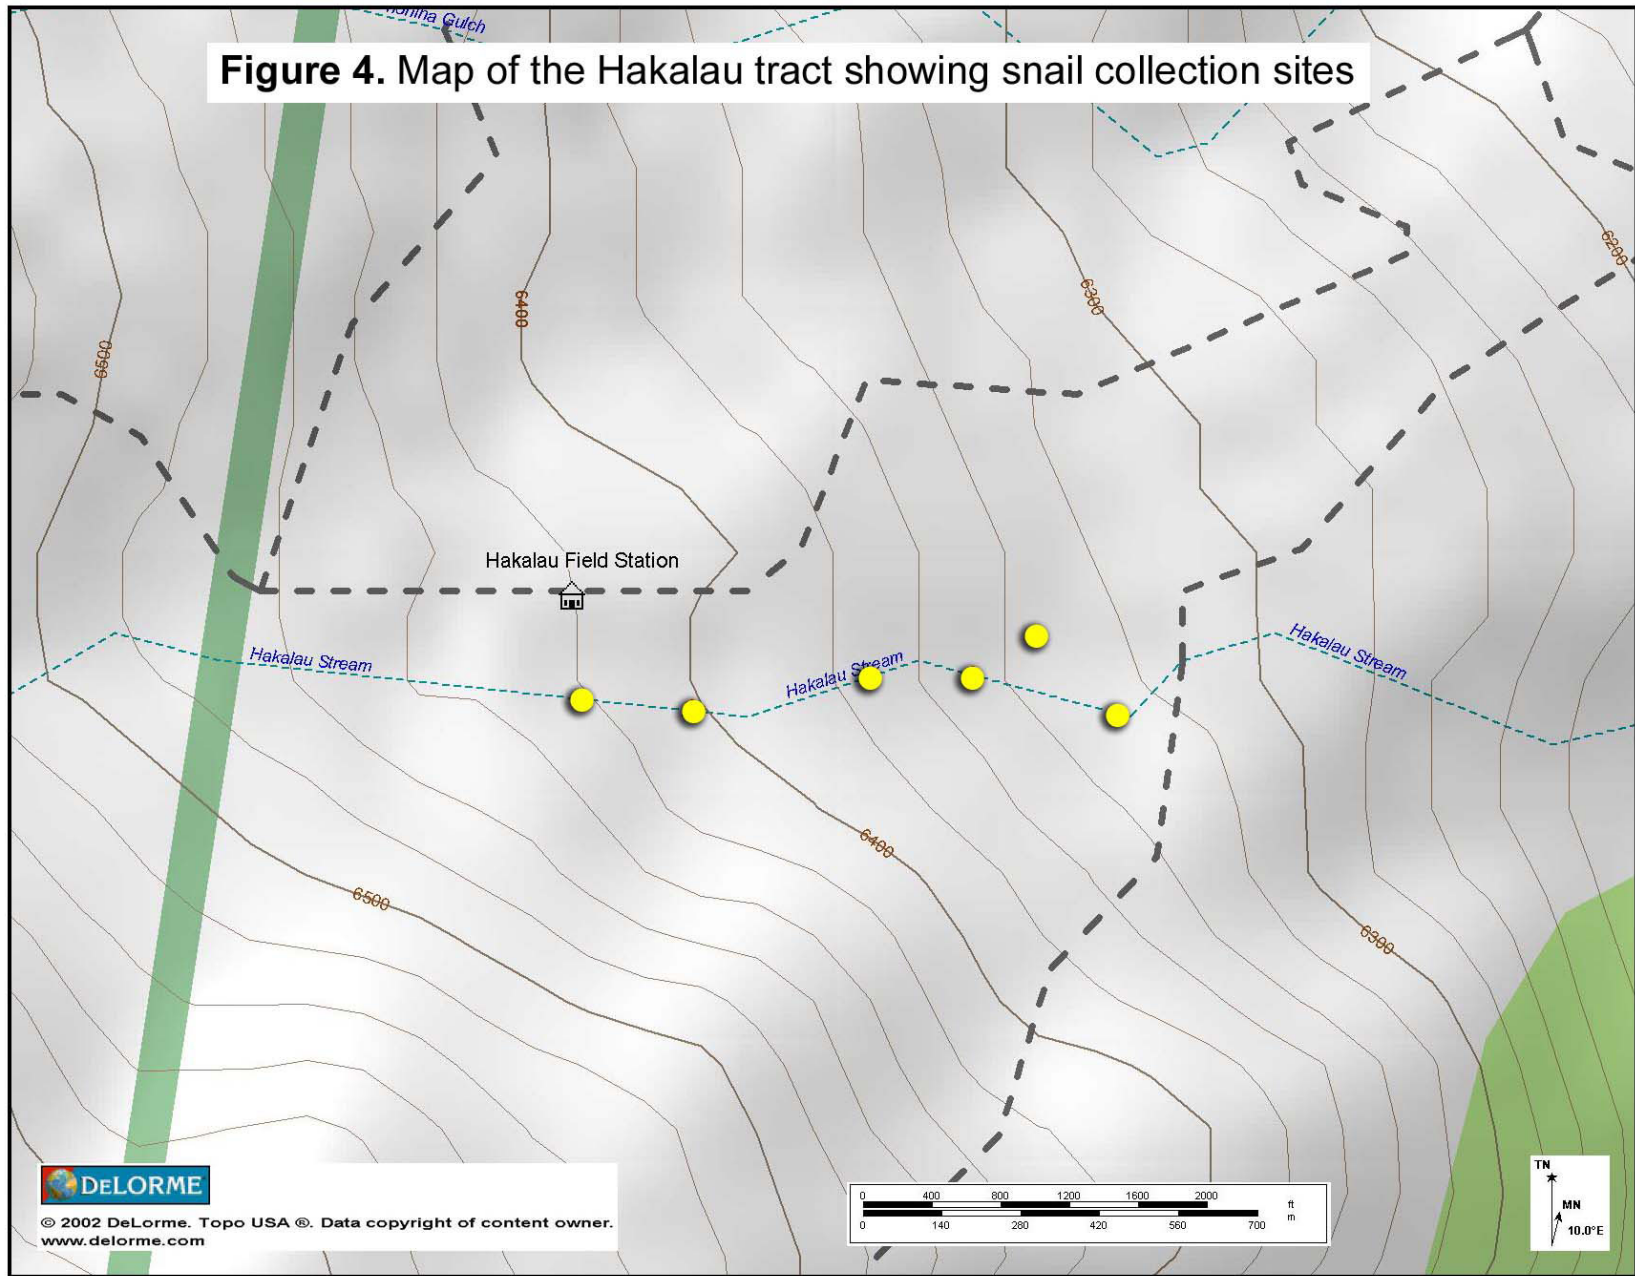 Gulch
Figure 4. Map of the Hakalau tract showing snail collection sites
6200
6300
6400
6500
Hakalau Field Station
Hakalau Stream
Hakalau Stream
Hakalau Stream
6400
6500
6300
DELORME
© 2002 DeLorme. Topo USA ®. Data copyright of content owner.
www.delorme.com
0 400 800 1200 1600 2000 ft
0 140 280 420 560 700 m
TN
MN
10.0°E